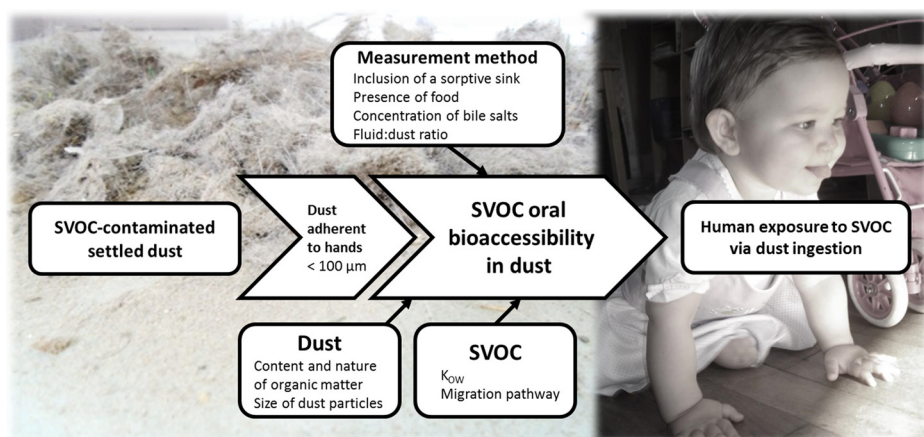 Measurement method
Inclusion of a sorptive sink
Presence of food
Concentration of bile salts
Fluid:dust ratio
SVOC-contaminated
settled dust
Dust
adherent
to hands
< 100 µm
SVOC oral
bioaccessibility
in dust
Human exposure to SVOC
via dust ingestion
Dust
Content and nature
of organic matter
Size of dust particles
SVOC
KOW
Migration pathway